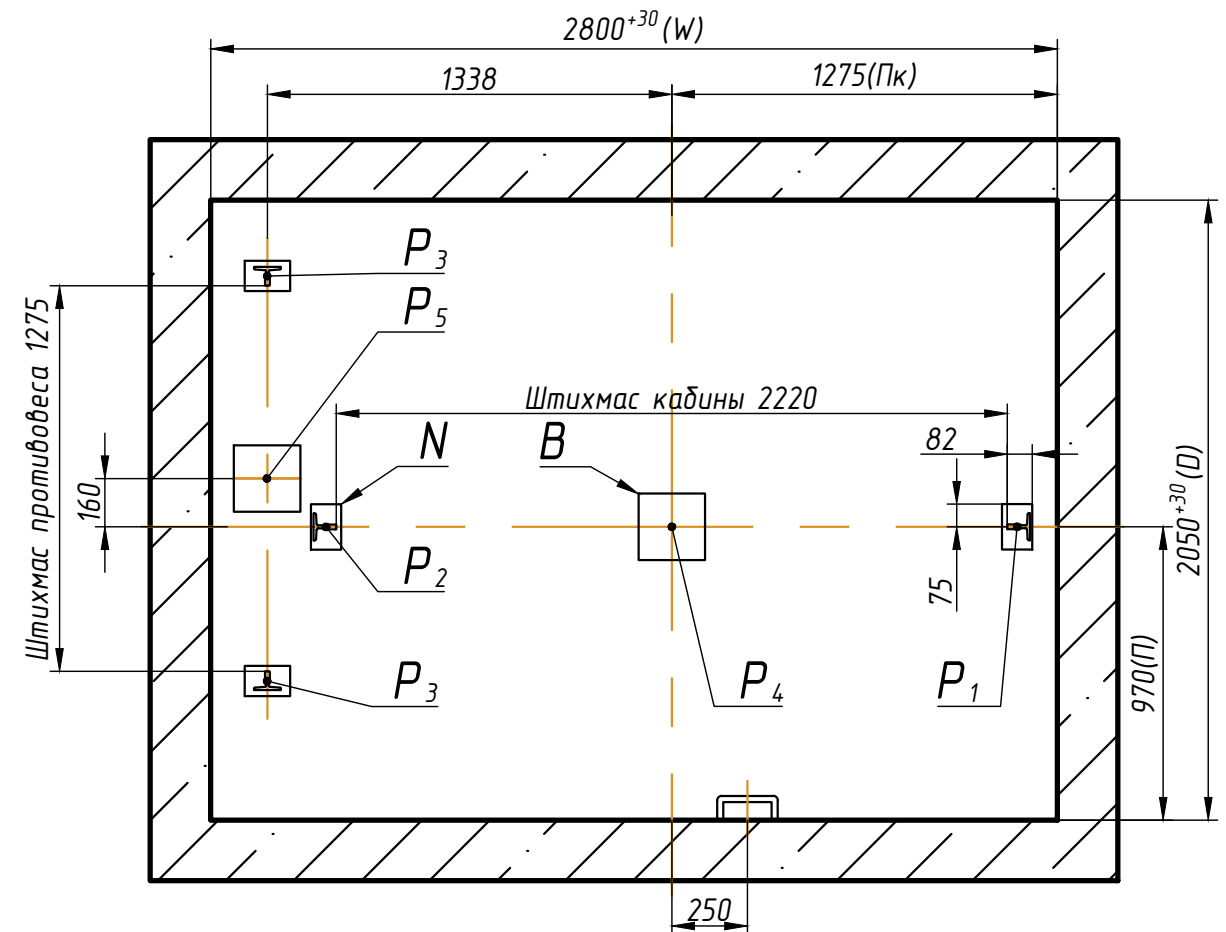 2800⁺³⁰(W)
1338
1275(Пк)
P₃
P₅
Штихмас противовеса 1275
Штихмас кабины 2220
N
B
82
160
2050⁺³⁰(D)
P₂
75
970(П)
P₃
P₄
P₁
250